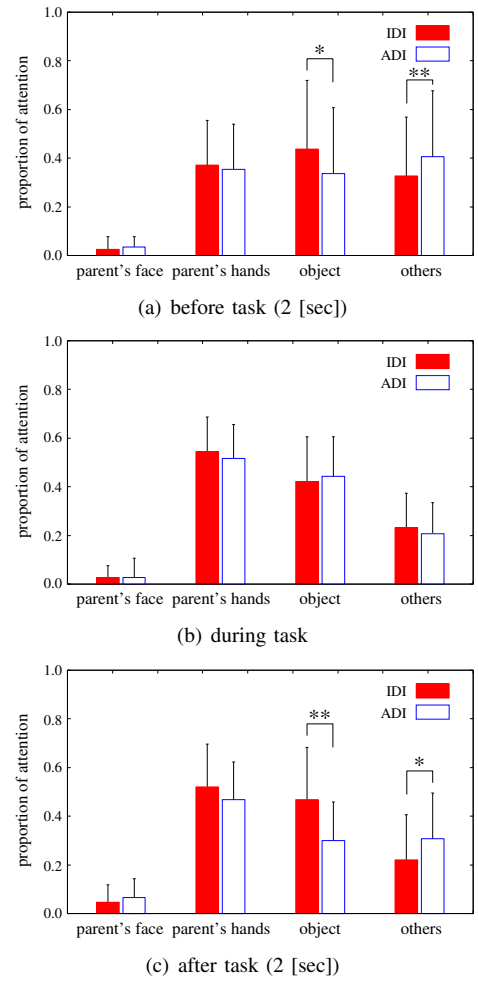 1.0
IDI
ADI
0.8
0.6
0.4
0.2
0.0
proportion of attention
*
**
parent's face parent's hands object others
(a) before task (2 [sec])
1.0
IDI
ADI
0.8
0.6
0.4
0.2
0.0
proportion of attention
parent's face parent's hands object others
(b) during task
1.0
IDI
ADI
0.8
0.6
0.4
0.2
0.0
proportion of attention
**
*
parent's face parent's hands object others
(c) after task (2 [sec])